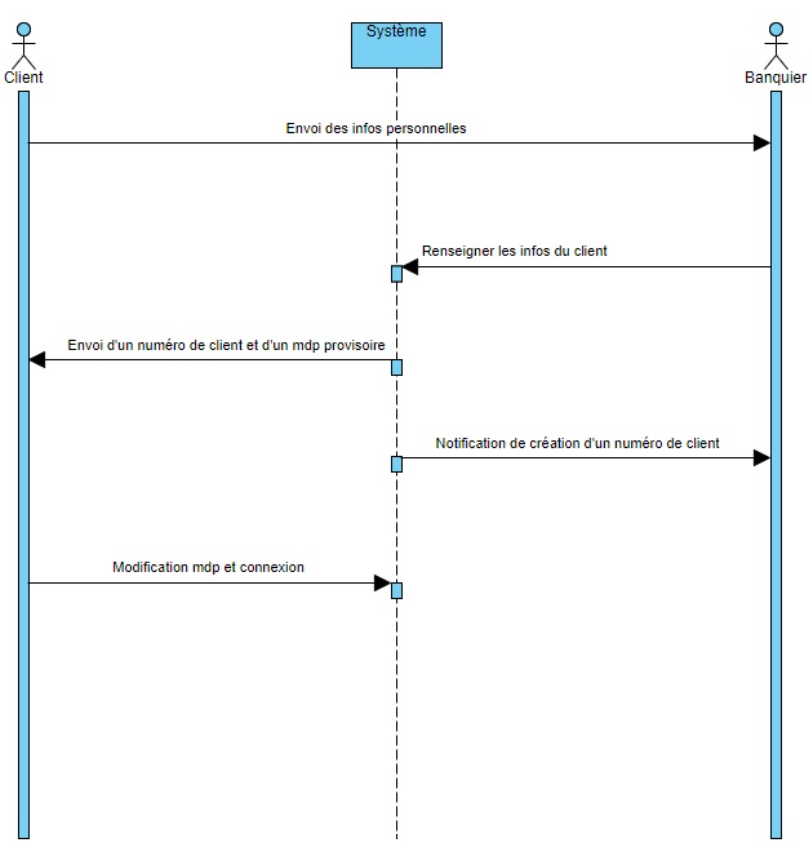 Client
Système
Banquier
Envoi des infos personnelles
Renseigner les infos du client
Envoi d'un numéro de client et d'un mdp provisoire
Notification de création d'un numéro de client
Modification mdp et connexion